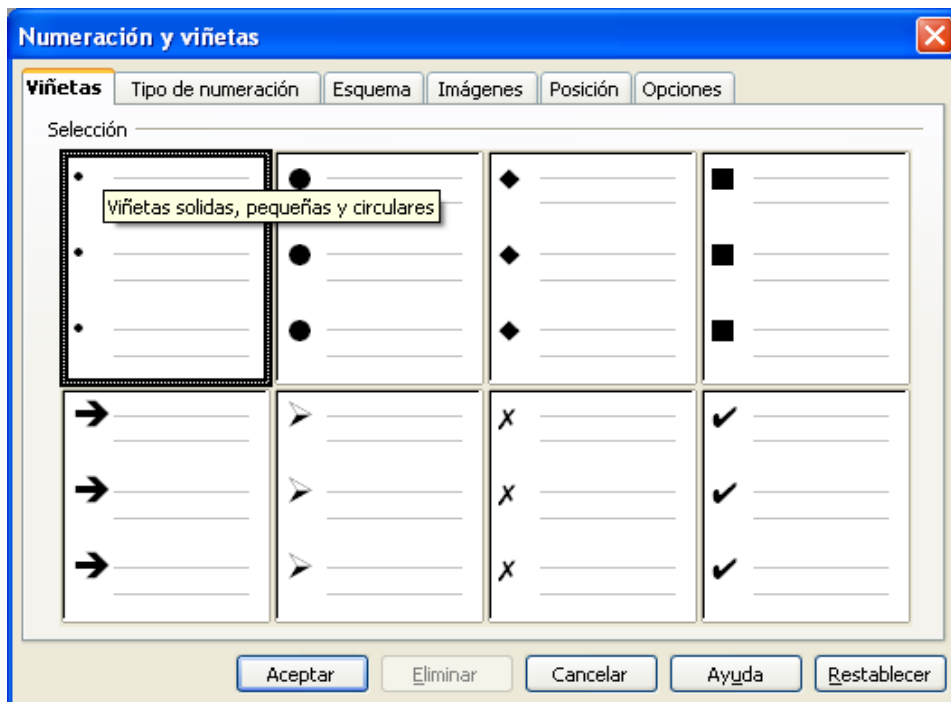 Numeración y viñetas
Viñetas Tipo de numeración Esquema Imágenes Posición Opciones
Selección
Viñetas solidas, pequeñas y circulares
Aceptar Eliminar Cancelar Ayuda Restablecer